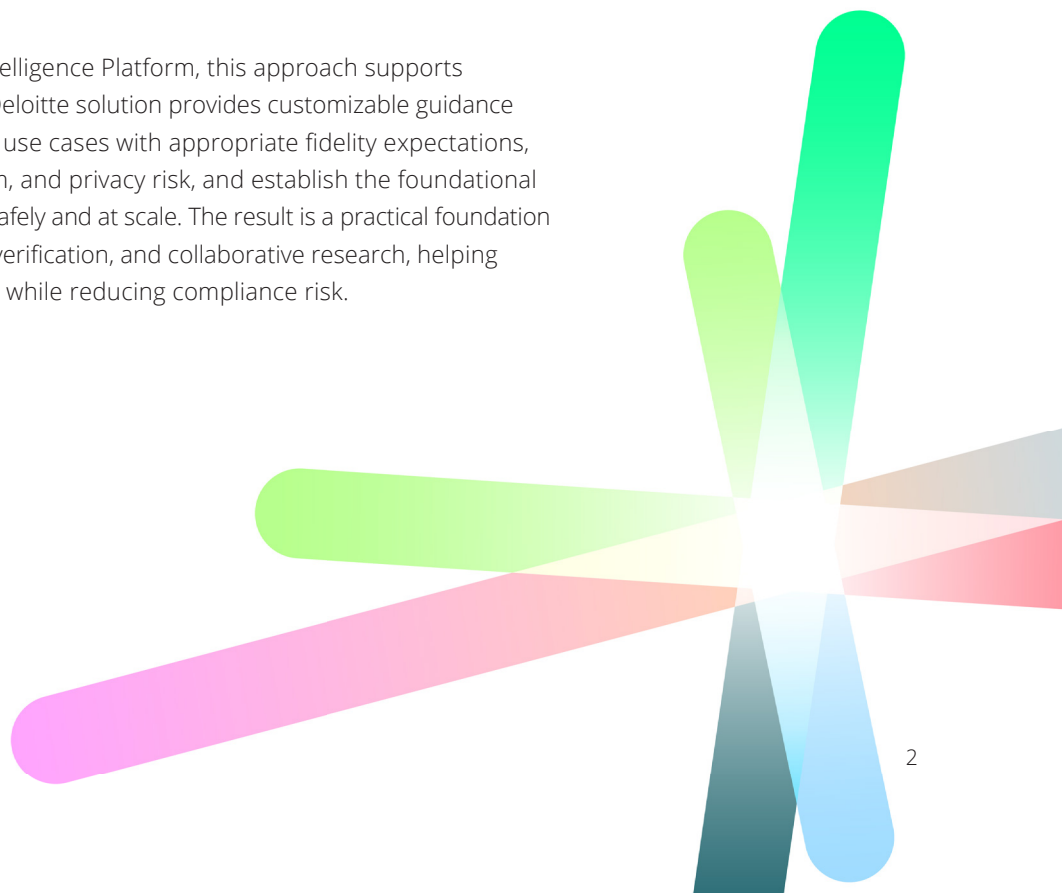 elligence Platform, this approach supports
Deloitte solution provides customizable guidance
use cases with appropriate fidelity expectations,
n, and privacy risk, and establish the foundational
afely and at scale. The result is a practical foundation
verification, and collaborative research, helping
while reducing compliance risk.
2